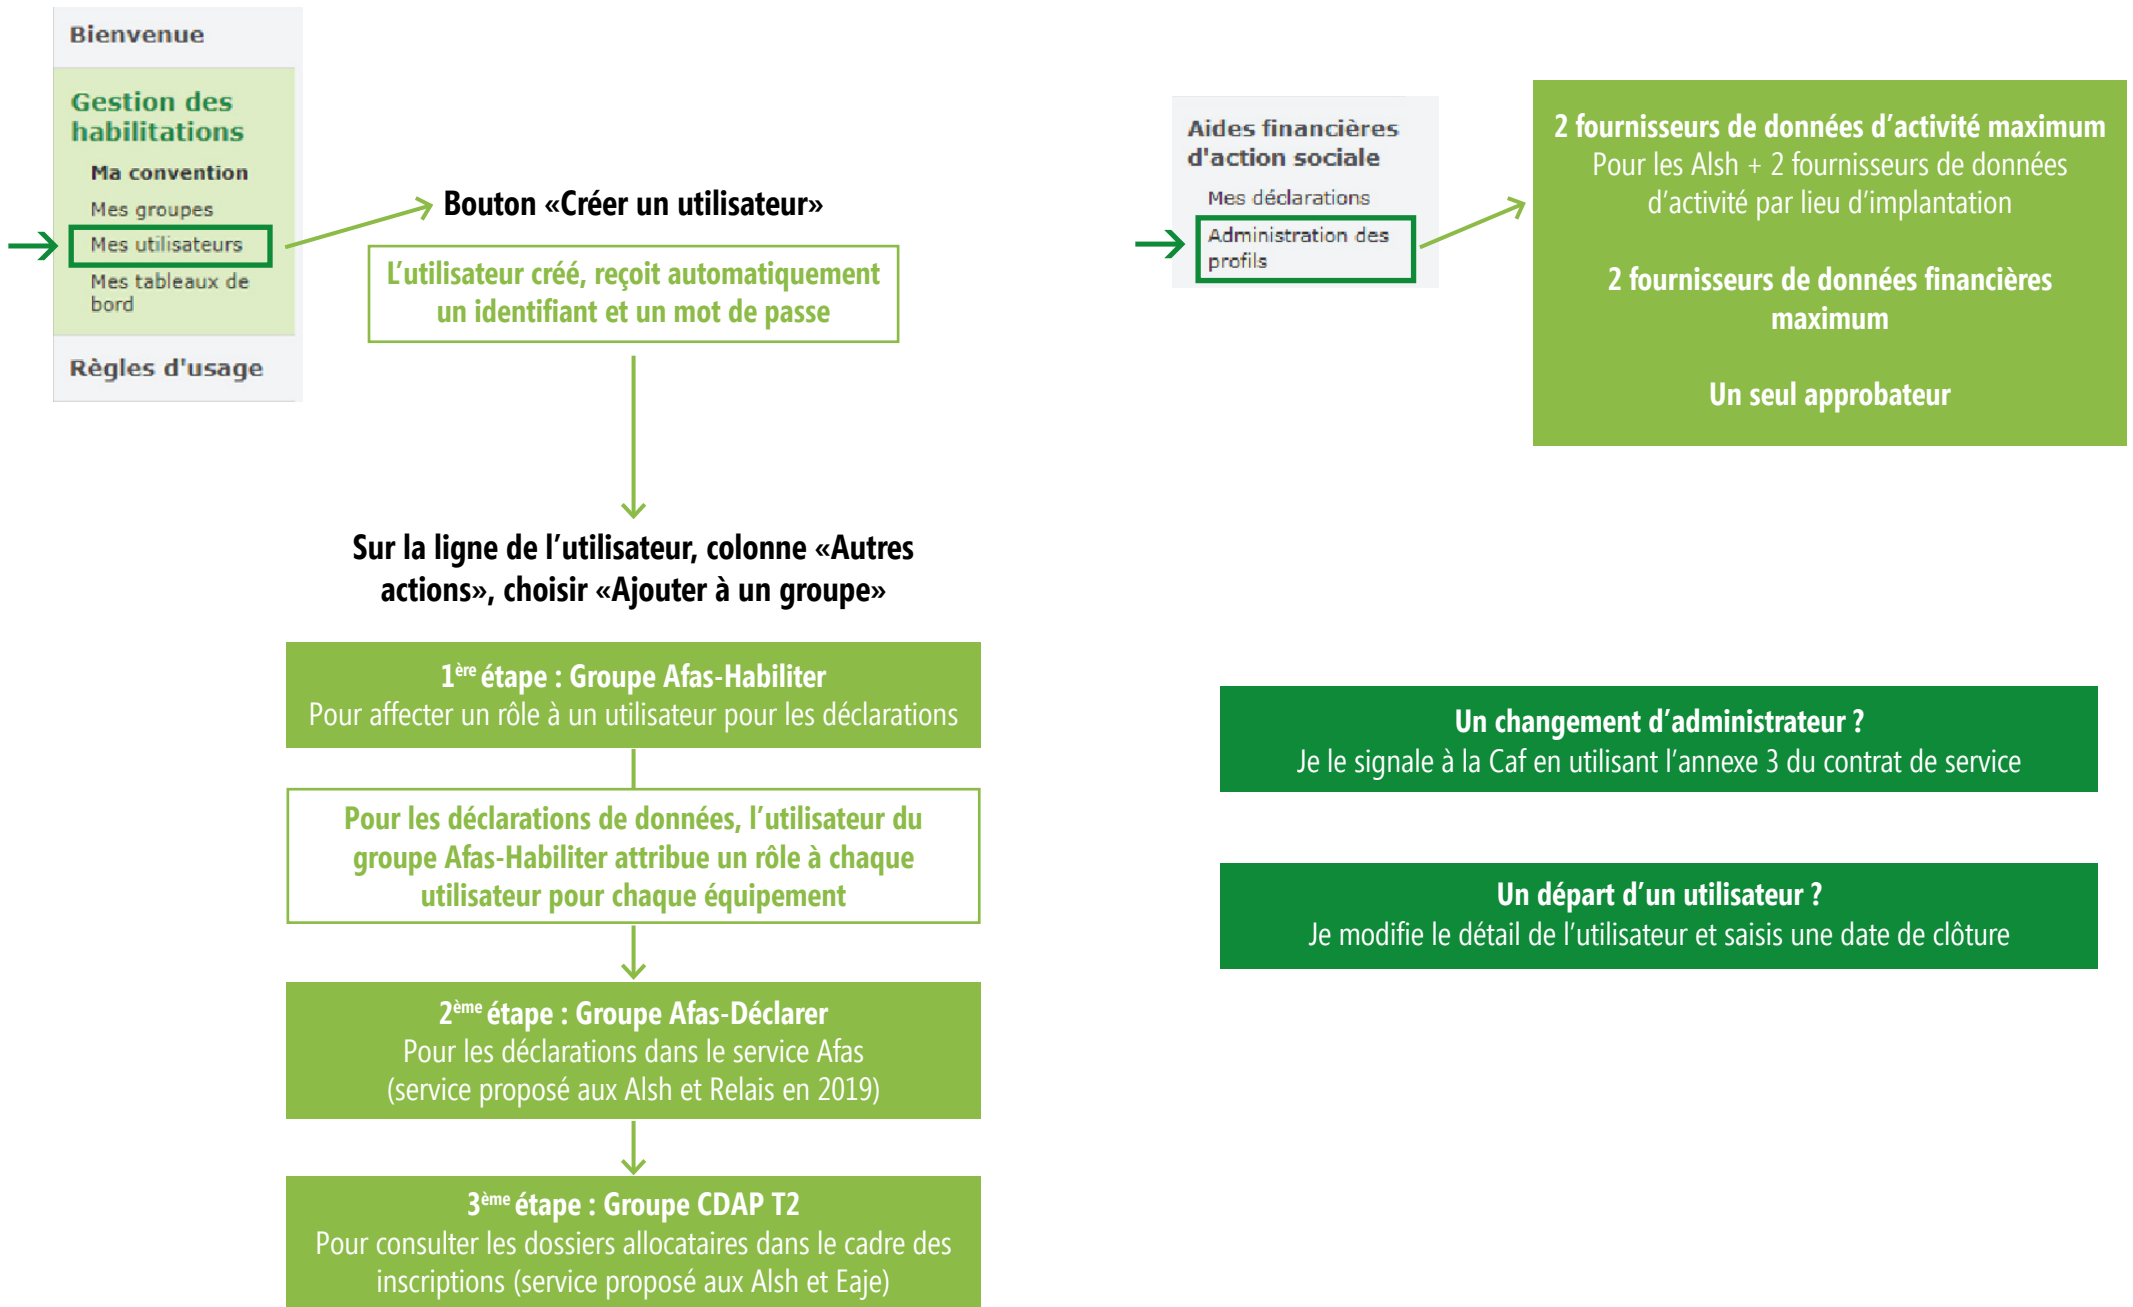 Bienvenue
Gestion des
habilitations
Ma convention
Mes groupes
Mes utilisateurs
Mes tableaux de
bord
Règles d'usage
Bouton «Créer un utilisateur»
L’utilisateur créé, reçoit automatiquement
un identifiant et un mot de passe
Sur la ligne de l’utilisateur, colonne «Autres
actions», choisir «Ajouter à un groupe»
1ère étape : Groupe Afas-Habiliter
Pour affecter un rôle à un utilisateur pour les déclarations
Pour les déclarations de données, l’utilisateur du
groupe Afas-Habiliter attribue un rôle à chaque
utilisateur pour chaque équipement
2ème étape : Groupe Afas-Déclarer
Pour les déclarations dans le service Afas
(service proposé aux Alsh et Relais en 2019)
3ème étape : Groupe CDAP T2
Pour consulter les dossiers allocataires dans le cadre des
inscriptions (service proposé aux Alsh et Eaje)
Aides financières
d'action sociale
Mes déclarations
Administration des
profils
2 fournisseurs de données d’activité maximum
Pour les Alsh + 2 fournisseurs de données
d’activité par lieu d’implantation
2 fournisseurs de données financières
maximum
Un seul approbateur
Un changement d’administrateur ?
Je le signale à la Caf en utilisant l’annexe 3 du contrat de service
Un départ d’un utilisateur ?
Je modifie le détail de l’utilisateur et saisis une date de clôture